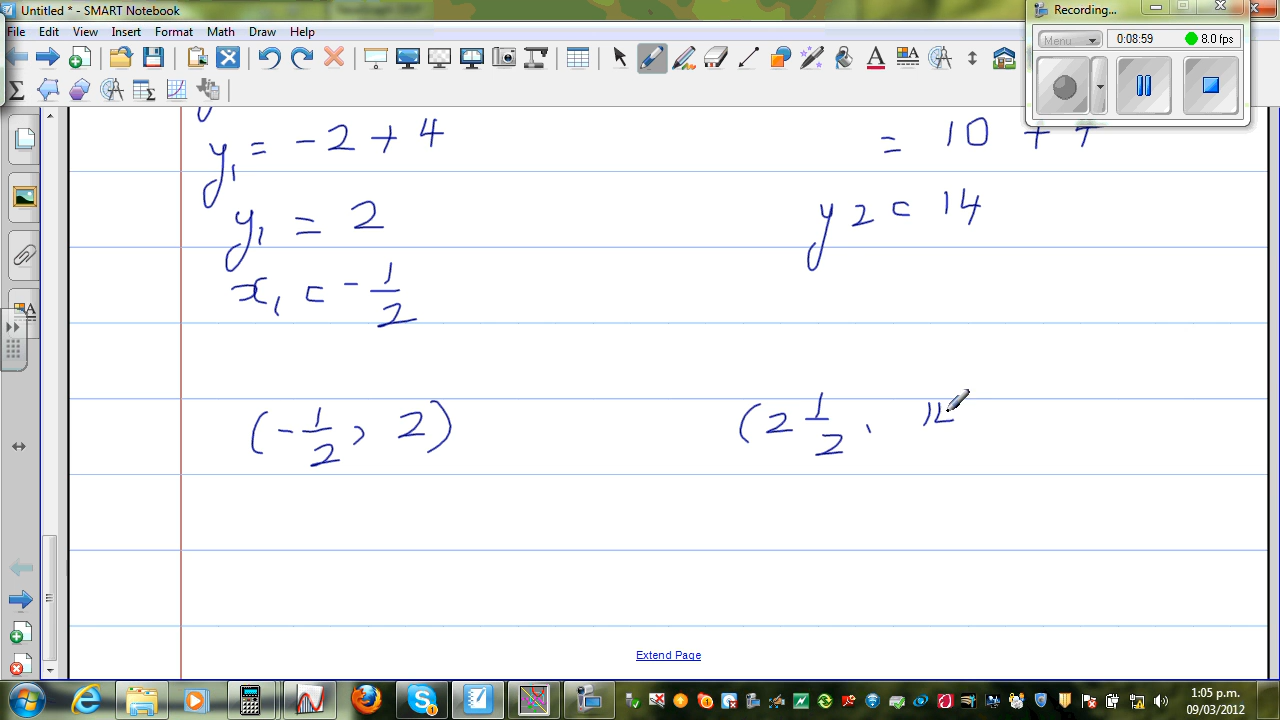 Untitled * - SMART Notebook
File Edit View Insert Format Math Draw Help
Recording...
Menu 0:08:59 8.0 fps
y₁ = -2 + 4
= 10 + 4
y₁ = 2
y 2 = 14
x₁ = -1/2
(-1/2, 2)
(2 1/2, 14
Extend Page
1:05 p.m.
09/03/2012